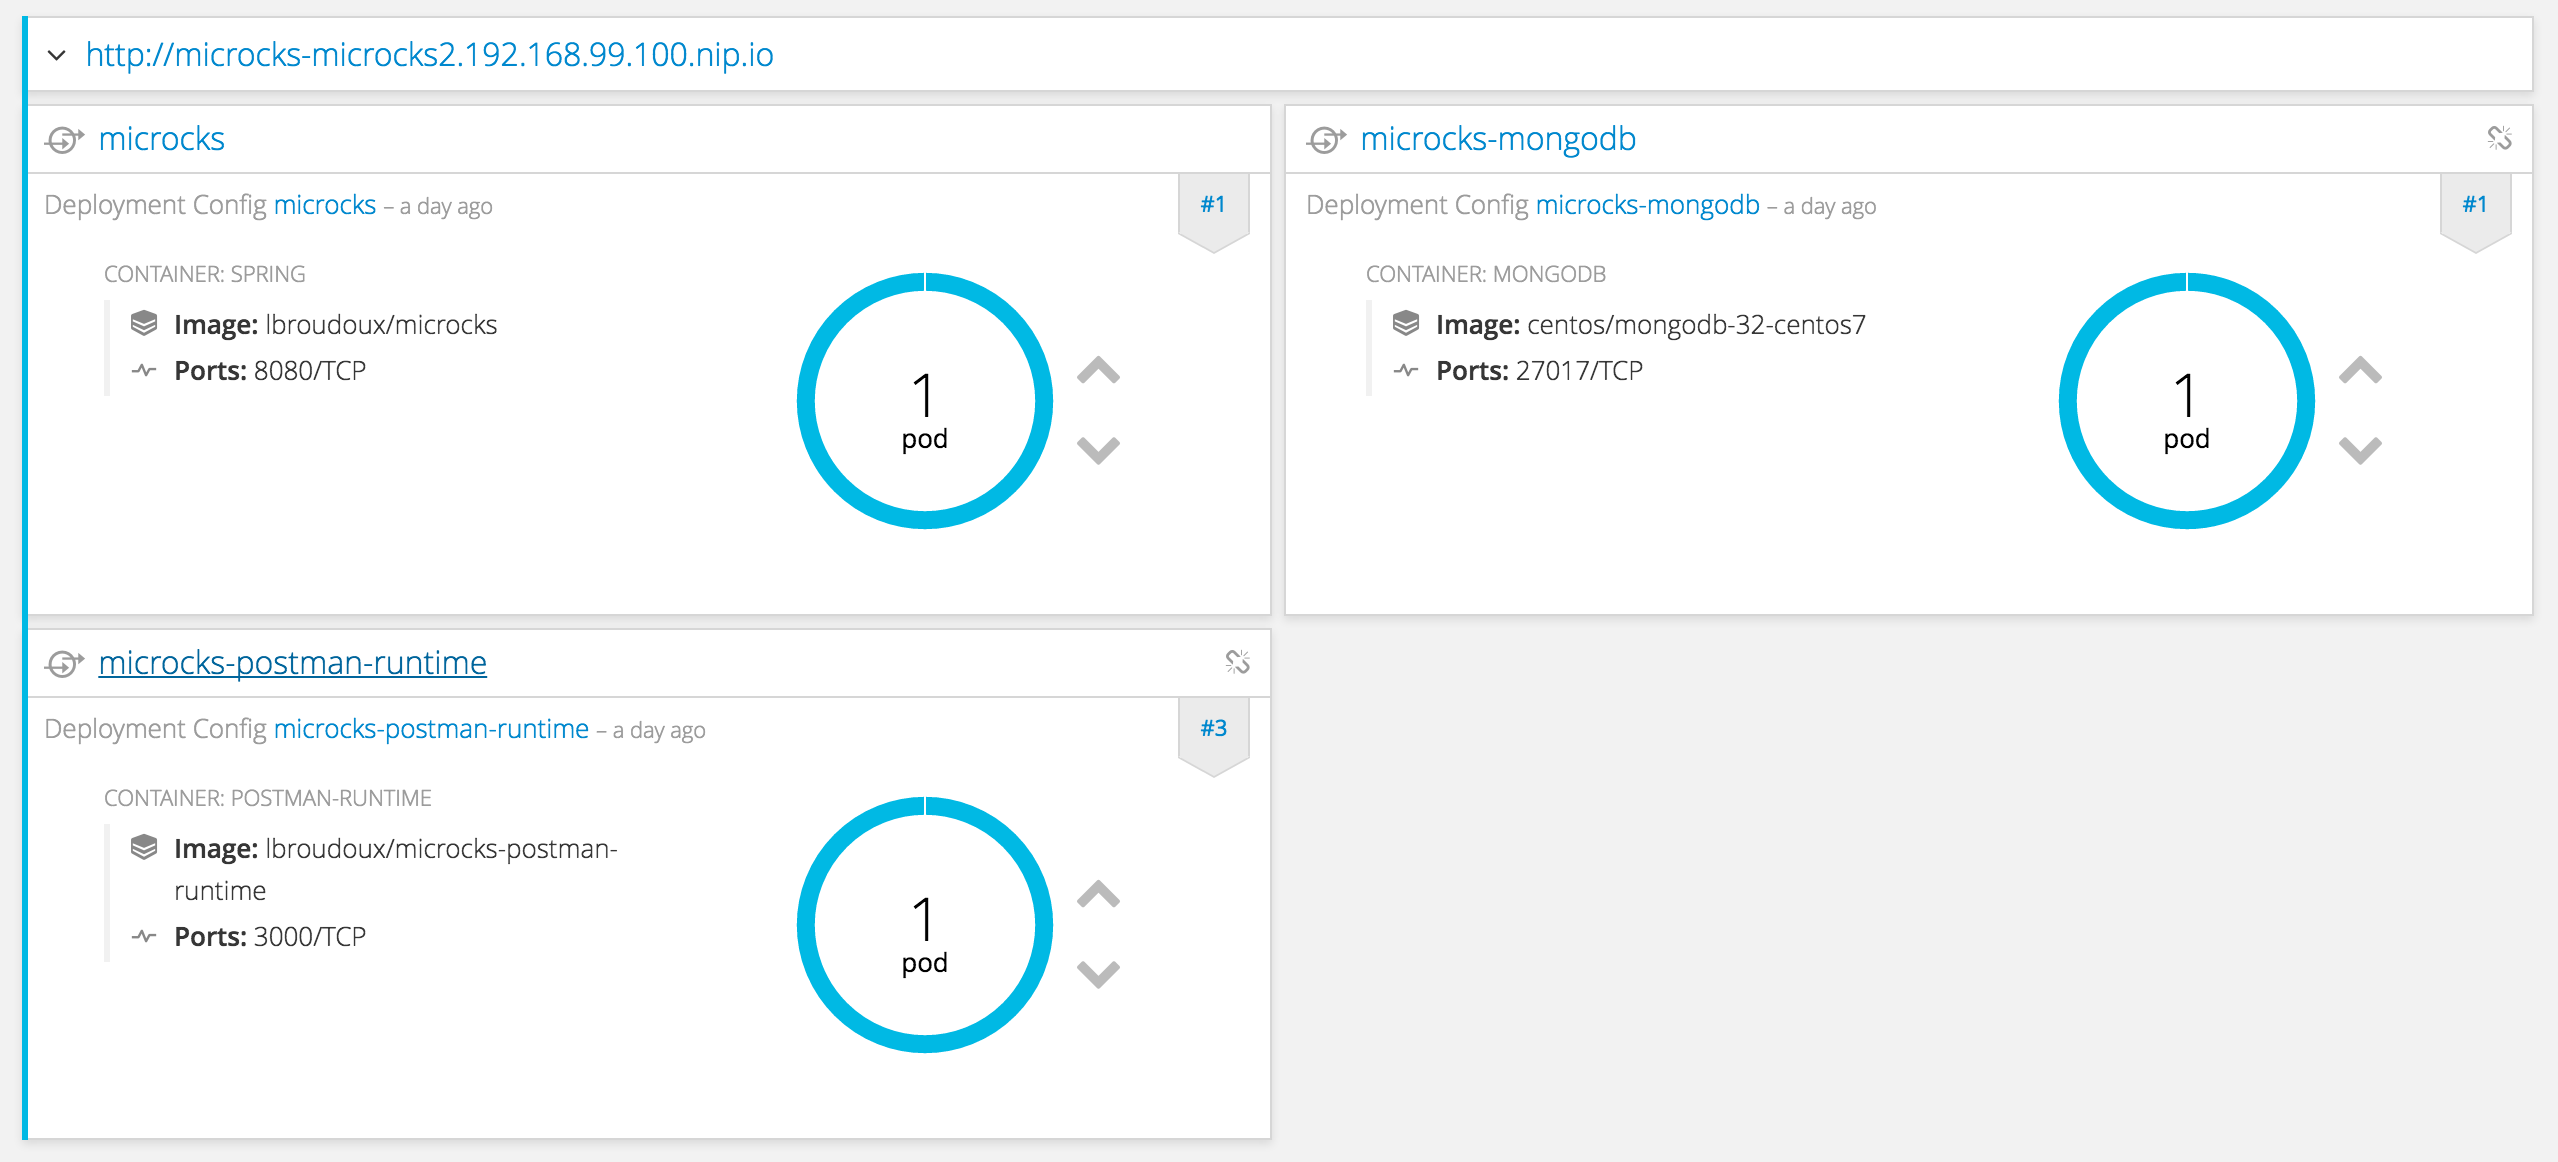 http://microcks-microcks2.192.168.99.100.nip.io
microcks
Deployment Config microcks – a day ago
#1
CONTAINER: SPRING
Image: lbroudoux/microcks
Ports: 8080/TCP
1
pod
microcks-mongodb
Deployment Config microcks-mongodb – a day ago
#1
CONTAINER: MONGODB
Image: centos/mongodb-32-centos7
Ports: 27017/TCP
1
pod
microcks-postman-runtime
Deployment Config microcks-postman-runtime – a day ago
#3
CONTAINER: POSTMAN-RUNTIME
Image: lbroudoux/microcks-postman-
runtime
Ports: 3000/TCP
1
pod